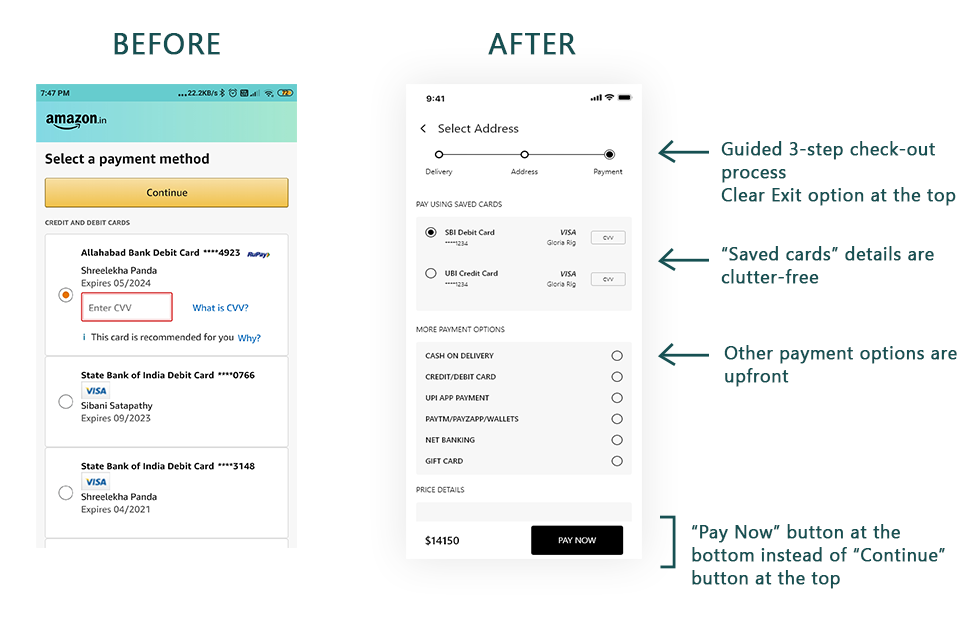 BEFORE
AFTER
7:47 PM
...22.2KB/s
72
amazon.in
Select a payment method
Continue
CREDIT AND DEBIT CARDS
Allahabad Bank Debit Card ****4923 RuPay
Shreelekha Panda
Expires 05/2024
Enter CVV
What is CVV?
i This card is recommended for you Why?
State Bank of India Debit Card ****0766
VISA
Sibani Satapathy
Expires 09/2023
State Bank of India Debit Card ****3148
VISA
Shreelekha Panda
Expires 04/2021
9:41
Select Address
Delivery
Address
Payment
PAY USING SAVED CARDS
SBI Debit Card
****1234
VISA
Gloria Rig
CVV
UBI Credit Card
****1234
VISA
Gloria Rig
CVV
MORE PAYMENT OPTIONS
CASH ON DELIVERY
CREDIT/DEBIT CARD
UPI APP PAYMENT
PAYTM/PAYZAPP/WALLETS
NET BANKING
GIFT CARD
PRICE DETAILS
$14150
PAY NOW
Guided 3-step check-out
process
Clear Exit option at the top
“Saved cards” details are
clutter-free
Other payment options are
upfront
“Pay Now” button at the
bottom instead of “Continue”
button at the top